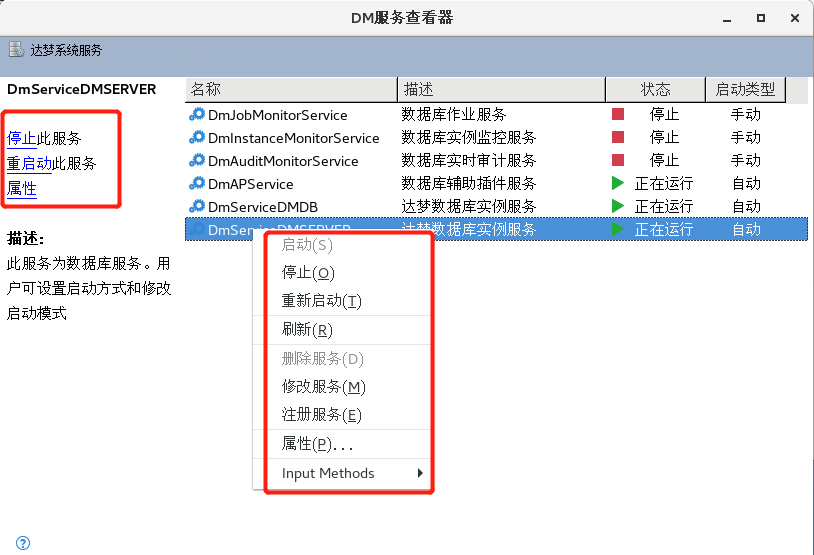 DM服务查看器
达梦系统服务
DmServiceDMSERVER
停止此服务
重启动此服务
属性
描述:
此服务为数据库服务。用
户可设置启动方式和修改
启动模式
名称 描述 状态 启动类型
DmJobMonitorService 数据库作业服务 停止 手动
DmInstanceMonitorService 数据库实例监控服务 停止 手动
DmAuditMonitorService 数据库实时审计服务 停止 手动
DmAPService 数据库辅助插件服务 正在运行 自动
DmServiceDMDB 达梦数据库实例服务 正在运行 自动
DmServiceDMSERVER 达梦数据库实例服务 正在运行 自动
启动(S)
停止(O)
重新启动(T)
刷新(R)
删除服务(D)
修改服务(M)
注册服务(E)
属性(P)...
Input Methods
?